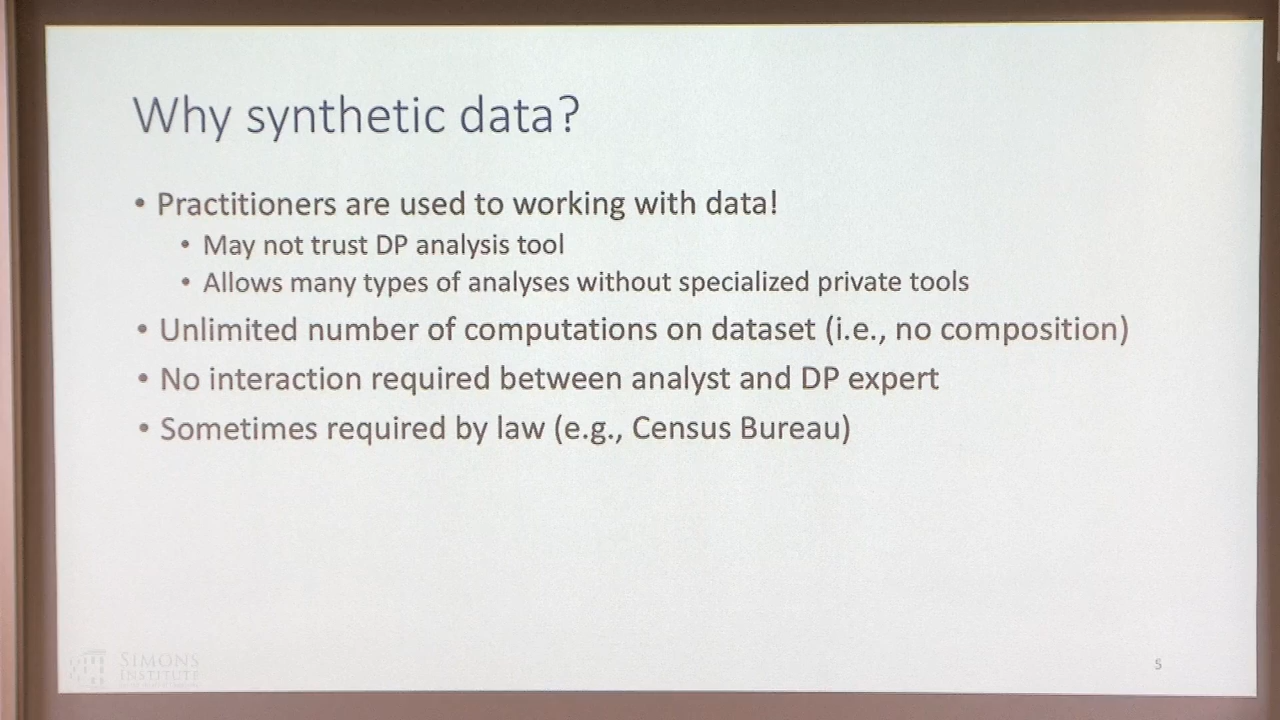 Why synthetic data?
• Practitioners are used to working with data!
• May not trust DP analysis tool
• Allows many types of analyses without specialized private tools
• Unlimited number of computations on dataset (i.e., no composition)
• No interaction required between analyst and DP expert
• Sometimes required by law (e.g., Census Bureau)
SIMONS
INSTITUTE
5